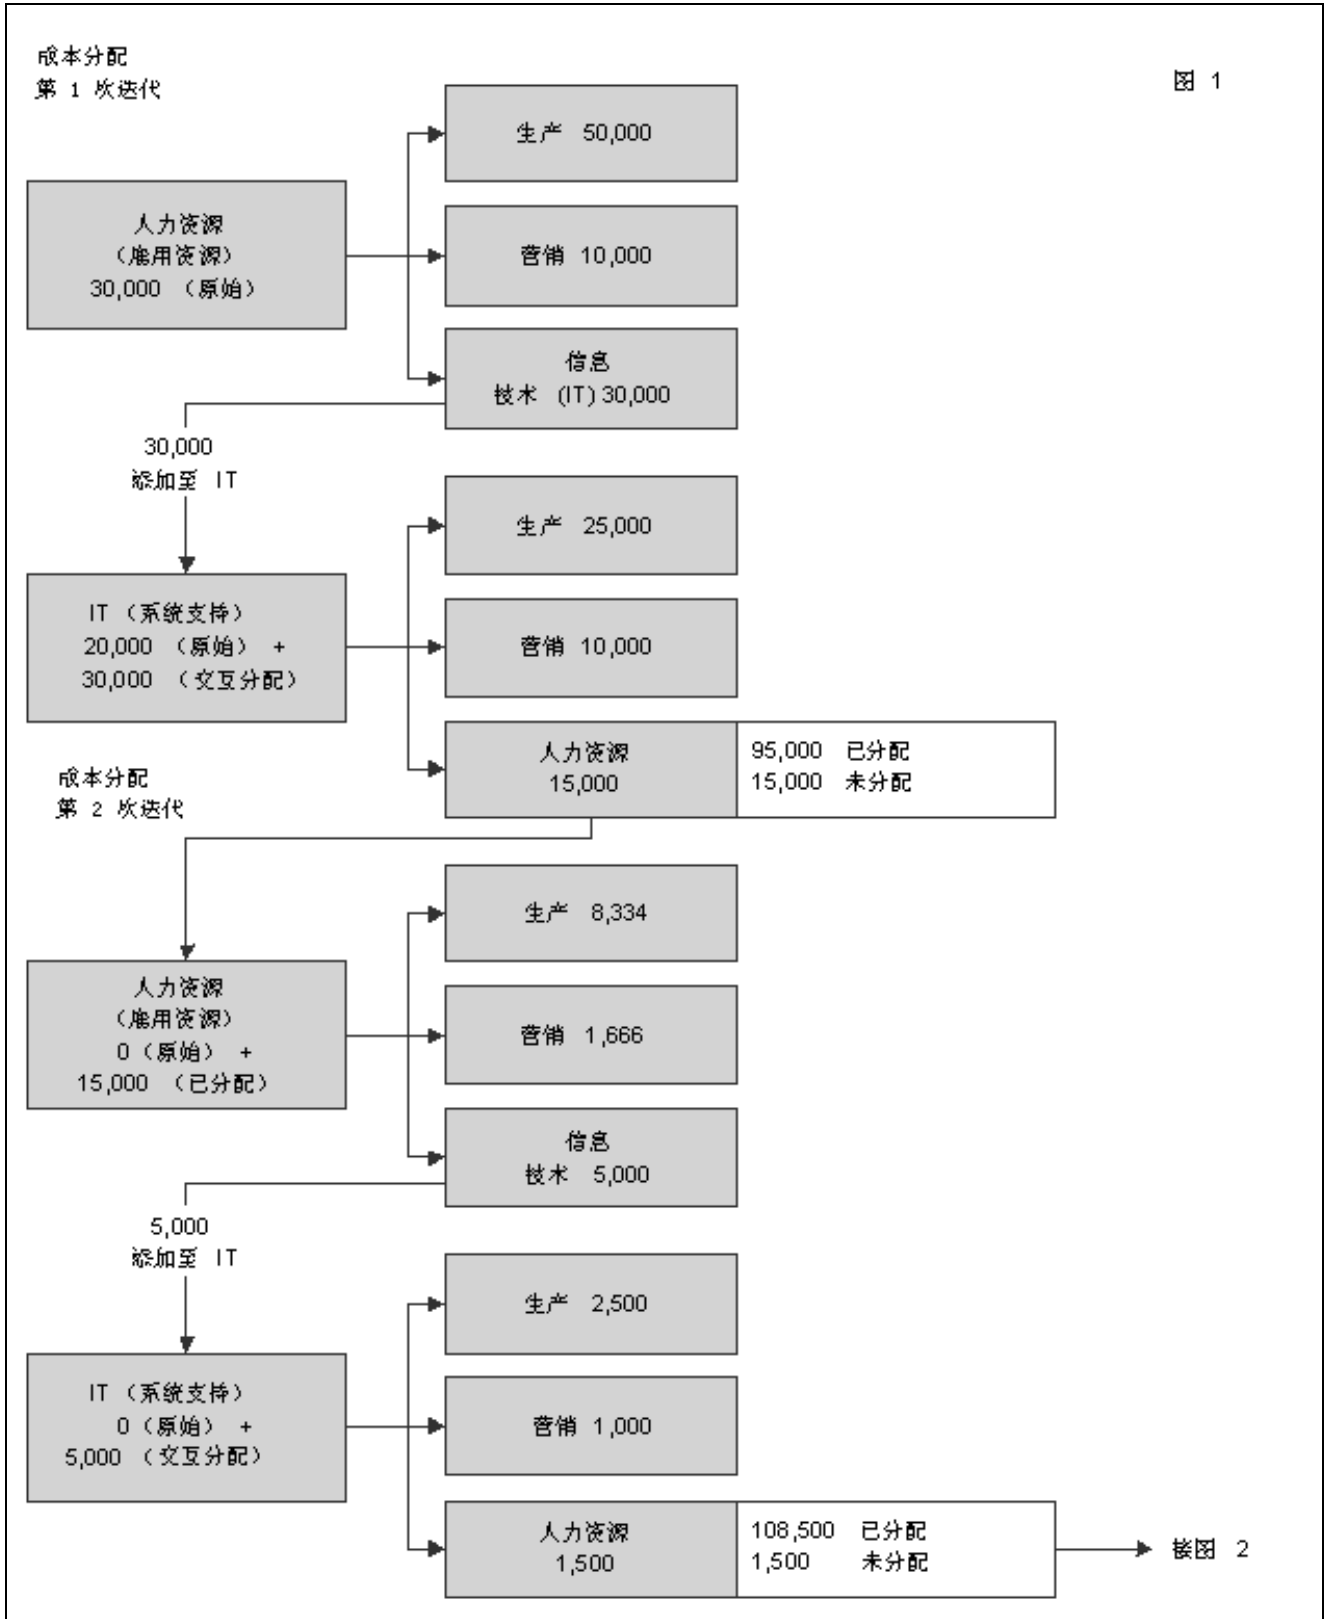 成本分配
第 1 次迭代
图 1
生产 50,000
人力资源
（雇用资源）
30,000 （原始）
营销 10,000
信息
技术 (IT) 30,000
30,000
添加至 IT
生产 25,000
IT （系统支持）
20,000 （原始） +
30,000 （交互分配）
营销 10,000
人力资源
15,000
95,000 已分配
15,000 未分配
成本分配
第 2 次迭代
生产 8,334
人力资源
（雇用资源）
0 （原始） +
15,000 （已分配）
营销 1,666
信息
技术 5,000
5,000
添加至 IT
生产 2,500
IT （系统支持）
0 （原始） +
5,000 （交互分配）
营销 1,000
人力资源
1,500
108,500 已分配
1,500 未分配
接图 2